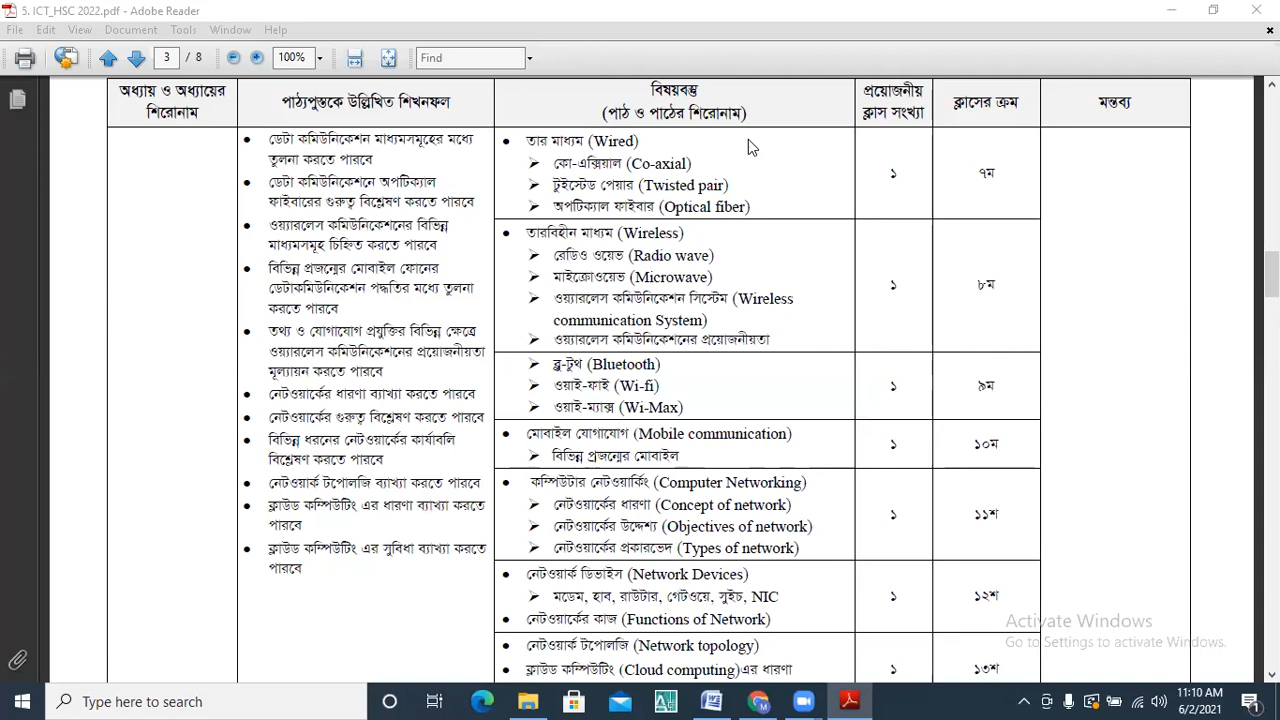 5. ICT_HSC 2022.pdf - Adobe Reader
File Edit View Document Tools Window Help
3 / 8 100% Find
অধ্যায় ও অধ্যায়ের
শিরোনাম
পাঠ্যপুস্তকে উল্লিখিত শিখনফল
বিষয়বস্তু
(পাঠ ও পাঠের শিরোনাম)
প্রয়োজনীয়
ক্লাস সংখ্যা
ক্লাসের ক্রম
মন্তব্য
• ডেটা কমিউনিকেশন মাধ্যমসমূহের মধ্যে
তুলনা করতে পারবে
• ডেটা কমিউনিকেশনে অপটিক্যাল
ফাইবারের গুরুত্ব বিশ্লেষণ করতে পারবে
• ওয়্যারলেস কমিউনিকেশনের বিভিন্ন
মাধ্যমসমূহ চিহ্নিত করতে পারবে
• বিভিন্ন প্রজন্মের মোবাইল ফোনের
ডেটাকমিউনিকেশন পদ্ধতির মধ্যে তুলনা
করতে পারবে
• তথ্য ও যোগাযোগ প্রযুক্তির বিভিন্ন ক্ষেত্রে
ওয়্যারলেস কমিউনিকেশনের প্রয়োজনীয়তা
মূল্যায়ন করতে পারবে
• নেটওয়ার্কের ধারণা ব্যাখ্যা করতে পারবে
• নেটওয়ার্কের গুরুত্ব বিশ্লেষণ করতে পারবে
• বিভিন্ন ধরনের নেটওয়ার্কের কার্যাবলি
বিশ্লেষণ করতে পারবে
• নেটওয়ার্ক টপোলজি ব্যাখ্যা করতে পারবে
• ক্লাউড কম্পিউটিং এর ধারণা ব্যাখ্যা করতে
পারবে
• ক্লাউড কম্পিউটিং এর সুবিধা ব্যাখ্যা করতে
পারবে
• তার মাধ্যম (Wired)
➢ কো-এক্সিয়াল (Co-axial)
➢ টুইস্টেড পেয়ার (Twisted pair)
➢ অপটিক্যাল ফাইবার (Optical fiber)
১
৭ম
• তারবিহীন মাধ্যম (Wireless)
➢ রেডিও ওয়েভ (Radio wave)
➢ মাইক্রোওয়েভ (Microwave)
➢ ওয়্যারলেস কমিউনিকেশন সিস্টেম (Wireless
communication System)
➢ ওয়্যারলেস কমিউনিকেশনের প্রয়োজনীয়তা
১
৮ম
➢ ব্লু-টুথ (Bluetooth)
➢ ওয়াই-ফাই (Wi-fi)
➢ ওয়াই-ম্যাক্স (Wi-Max)
১
৯ম
• মোবাইল যোগাযোগ (Mobile communication)
➢ বিভিন্ন প্রজন্মের মোবাইল
১
১০ম
• কম্পিউটার নেটওয়ার্কিং (Computer Networking)
➢ নেটওয়ার্কের ধারণা (Concept of network)
➢ নেটওয়ার্কের উদ্দেশ্য (Objectives of network)
➢ নেটওয়ার্কের প্রকারভেদ (Types of network)
১
১১শ
• নেটওয়ার্ক ডিভাইস (Network Devices)
➢ মডেম, হাব, রাউটার, গেটওয়ে, সুইচ, NIC
• নেটওয়ার্কের কাজ (Functions of Network)
১
১২শ
• নেটওয়ার্ক টপোলজি (Network topology)
• ক্লাউড কম্পিউটিং (Cloud computing)এর ধারণা
১
১৩শ
Activate Windows
Go to Settings to activate Windows.
Type here to search
11:10 AM
6/2/2021